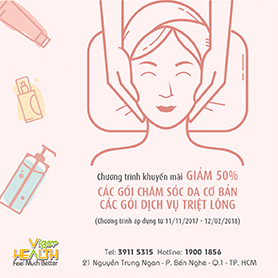 Chương trình khuyến mãi GIẢM 50%
CÁC GÓI CHĂM SÓC DA CƠ BẢN
CÁC GÓI DỊCH VỤ TRIỆT LÔNG
(Chương trình áp dụng từ 11/11/2017 - 12/02/2018)
Vigor
HEALTH
Feel Much Better
Tel: 3911 5315 Hotline: 1900 1856
21 Nguyễn Trung Ngạn - P. Bến Nghé - Q.1 - TP. HCM